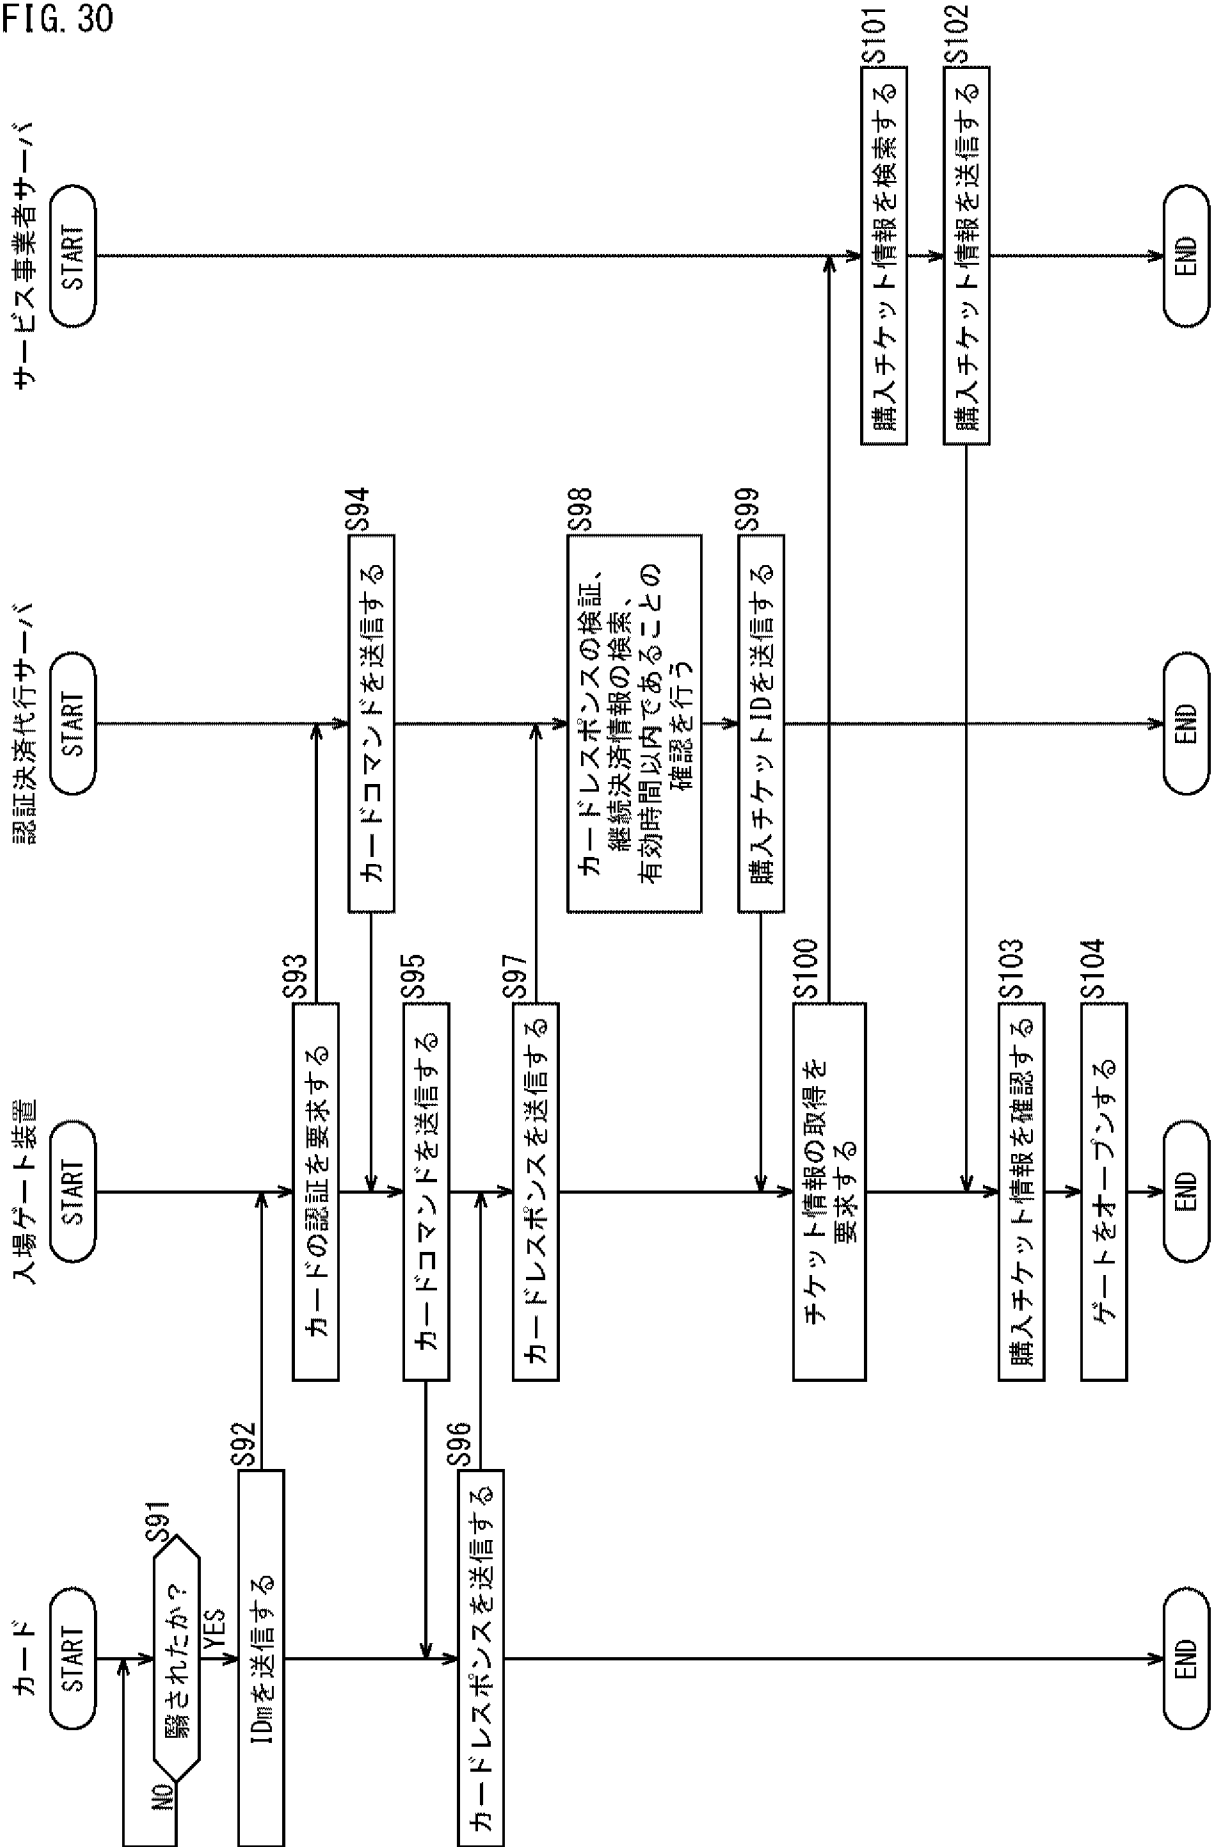 FIG. 30
カード
START
NO
翳されたか?
S91
YES
IDmを送信する
S92
カードレスポンスを送信する
S96
END
入場ゲート装置
START
カードの認証を要求する
S93
カードコマンドを送信する
S95
カードレスポンスを送信する
S97
チケット情報の取得を
要求する
S100
購入チケット情報を確認する
S103
ゲートをオープンする
S104
END
認証決済代行サーバ
START
カードコマンドを送信する
S94
カードレスポンスの検証、
継続決済情報の検索、
有効時間以内であることの
確認を行う
S98
購入チケットIDを送信する
S99
END
サービス事業者サーバ
START
購入チケット情報を検索する
S101
購入チケット情報を送信する
S102
END